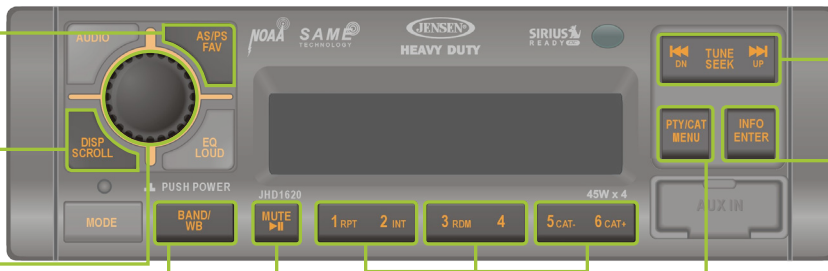 AUDIO
AS/PS
FAV
NOAA SAME
TECHNOLOGY
JENSEN®
HEAVY DUTY
SIRIUS
READY
TUNE
SEEK
DN
UP
DISP
SCROLL
EQ
LOUD
PTY/CAT
MENU
INFO
ENTER
PUSH POWER
JHD1620
45W x 4
AUX IN
MODE
BAND/
WB
MUTE
1 RPT 2 INT
3 RDM 4
5 CAT- 6 CAT+